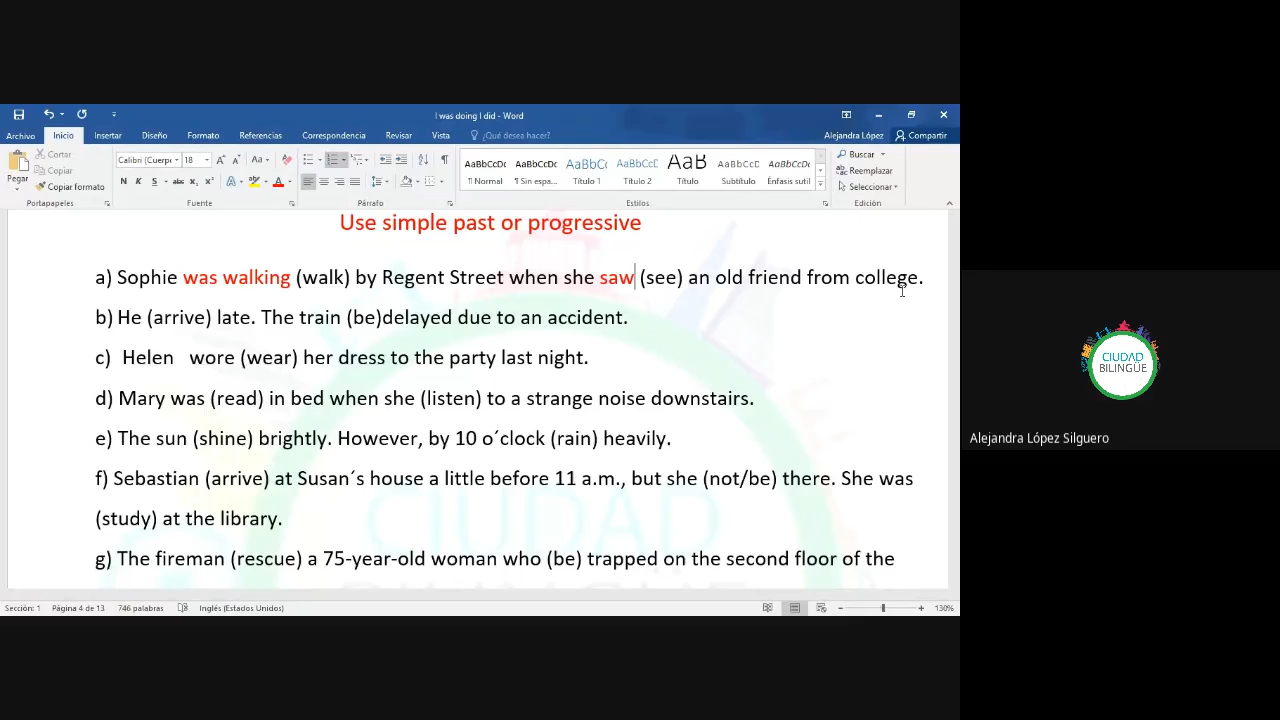 I was doing I did - Word
Archivo Inicio Insertar Diseño Formato Referencias Correspondencia Revisar Vista ¿Qué desea hacer? Alejandra López Compartir
Cortar
Copiar
Copiar formato
Pegar
Portapapeles
Calibri (Cuerp 18
Fuente
Párrafo
AaBbCcDc AaBbCcDc AaBbCc AaBbCcD AaB AaBbCcD AaBbCcDc
¶ Normal ¶ Sin espa... Título 1 Título 2 Título Subtítulo Énfasis sutil
Estilos
Buscar
Reemplazar
Seleccionar
Edición
Use simple past or progressive
a) Sophie was walking (walk) by Regent Street when she saw (see) an old friend from college.
b) He (arrive) late. The train (be)delayed due to an accident.
c) Helen wore (wear) her dress to the party last night.
d) Mary was (read) in bed when she (listen) to a strange noise downstairs.
e) The sun (shine) brightly. However, by 10 o´clock (rain) heavily.
f) Sebastian (arrive) at Susan´s house a little before 11 a.m., but she (not/be) there. She was
(study) at the library.
g) The fireman (rescue) a 75-year-old woman who (be) trapped on the second floor of the
CIUDAD
Sección: 1 Página 4 de 13 746 palabras Inglés (Estados Unidos) 130%
CIUDAD
BILINGÜE
Alejandra López Silguero